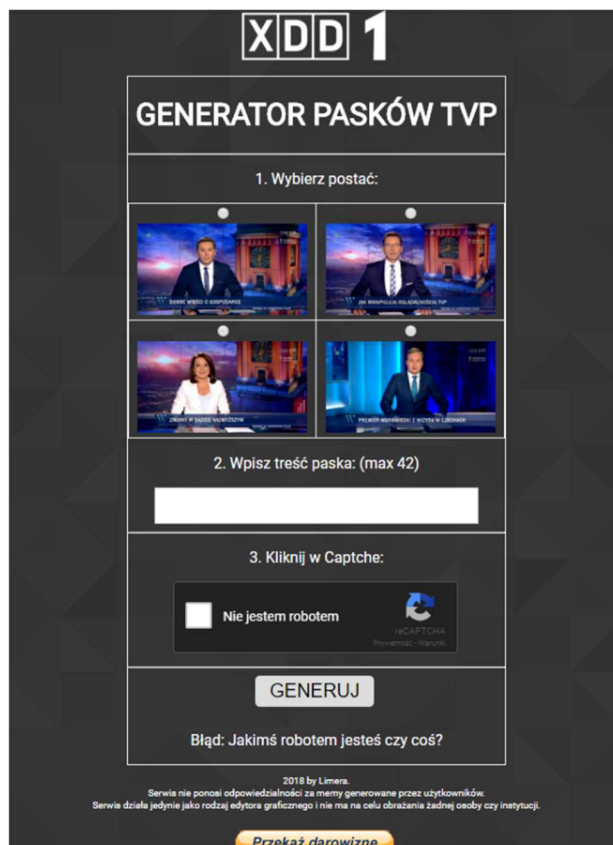 XDD 1
GENERATOR PASKÓW TVP
1. Wybierz postać:
DOBRE WIEŚCI O GOSPODARCE
JAK MANIPULUJĄ OGLĄDALNOŚCIĄ TVP
ZMIANY W SĄDZIE NAJWYŻSZYM
PREMIER MORAWIECKI Z WIZYTĄ W CZECHACH
2. Wpisz treść paska: (max 42)
3. Kliknij w Captche:
Nie jestem robotem
reCAPTCHA
Prywatność - Warunki
GENERUJ
Błąd: Jakimś robotem jesteś czy coś?
2018 by Limera.
Serwis nie ponosi odpowiedzialności za memy generowane przez użytkowników.
Serwis działa jedynie jako rodzaj edytora graficznego i nie ma na celu obrażania żadnej osoby czy instytucji.
Przekaż darowiznę